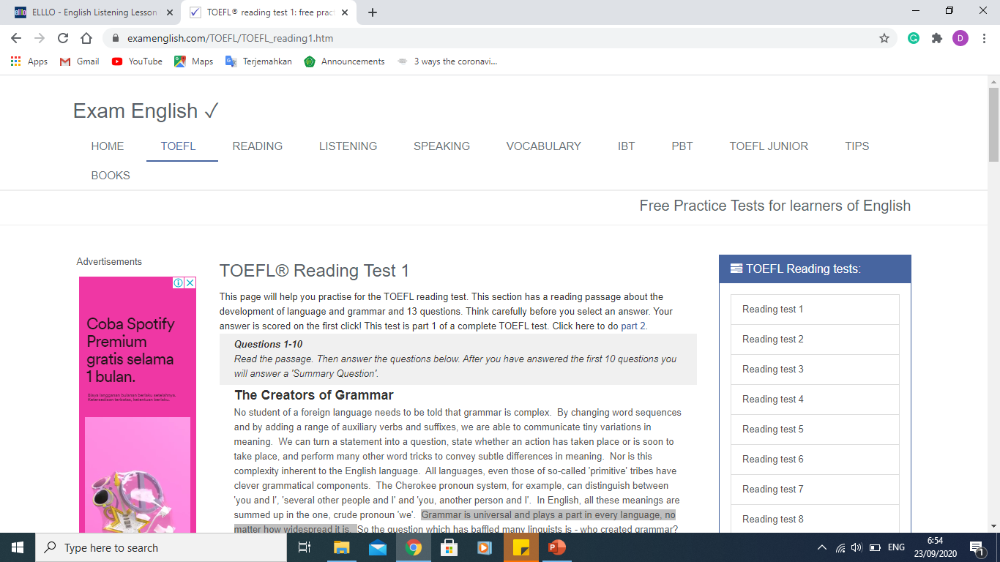 ELLLO - English Listening Lesson
TOEFL® reading test 1: free prac
examenglish.com/TOEFL/TOEFL_reading1.htm
G
D
Apps
Gmail
YouTube
Maps
Terjemahkan
Announcements
3 ways the coronavi...
Exam English ✓
HOME TOEFL READING LISTENING SPEAKING VOCABULARY IBT PBT TOEFL JUNIOR TIPS
BOOKS
Free Practice Tests for learners of English
Advertisements
Coba Spotify
Premium
gratis selama
1 bulan.
TOEFL® Reading Test 1
This page will help you practise for the TOEFL reading test. This section has a reading passage about the
development of language and grammar and 13 questions. Think carefully before you select an answer. Your
answer is scored on the first click! This test is part 1 of a complete TOEFL test. Click here to do part 2.
Questions 1-10
Read the passage. Then answer the questions below. After you have answered the first 10 questions you
will answer a 'Summary Question'.
The Creators of Grammar
No student of a foreign language needs to be told that grammar is complex. By changing word sequences
and by adding a range of auxiliary verbs and suffixes, we are able to communicate tiny variations in
meaning. We can turn a statement into a question, state whether an action has taken place or is soon to
take place, and perform many other word tricks to convey subtle differences in meaning. Nor is this
complexity inherent to the English language. All languages, even those of so-called 'primitive' tribes have
clever grammatical components. The Cherokee pronoun system, for example, can distinguish between
'you and I', 'several other people and I' and 'you, another person and I'. In English, all these meanings are
summed up in the one, crude pronoun 'we'. Grammar is universal and plays a part in every language, no
matter how widespread it is. So the question which has baffled many linguists is - who created grammar?
TOEFL Reading tests:
Reading test 1
Reading test 2
Reading test 3
Reading test 4
Reading test 5
Reading test 6
Reading test 7
Reading test 8
Type here to search
ENG
6:54
23/09/2020
1